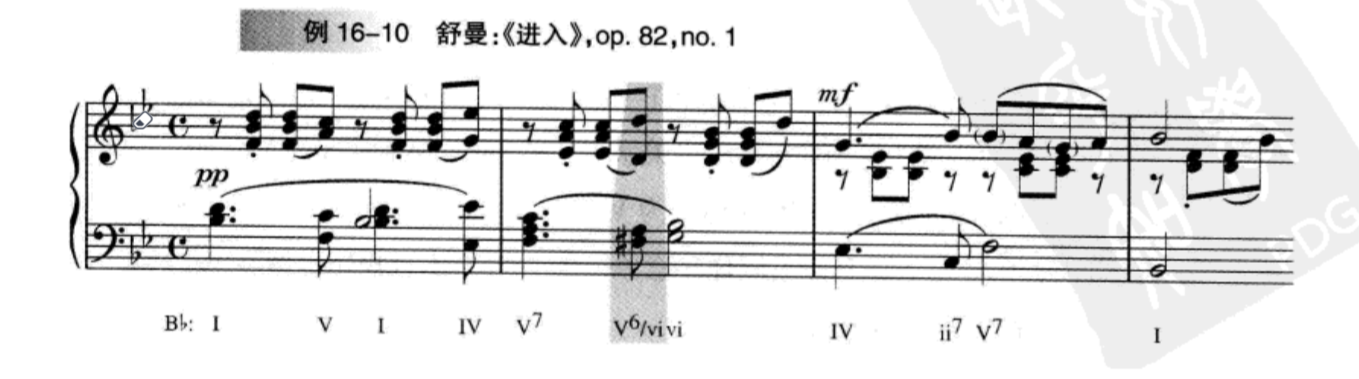 例 16–10 舒曼:《进入》,op. 82,no. 1
mf
pp
B♭: I V I IV V7 V6/vi vi IV ii7 V7 I
PDG